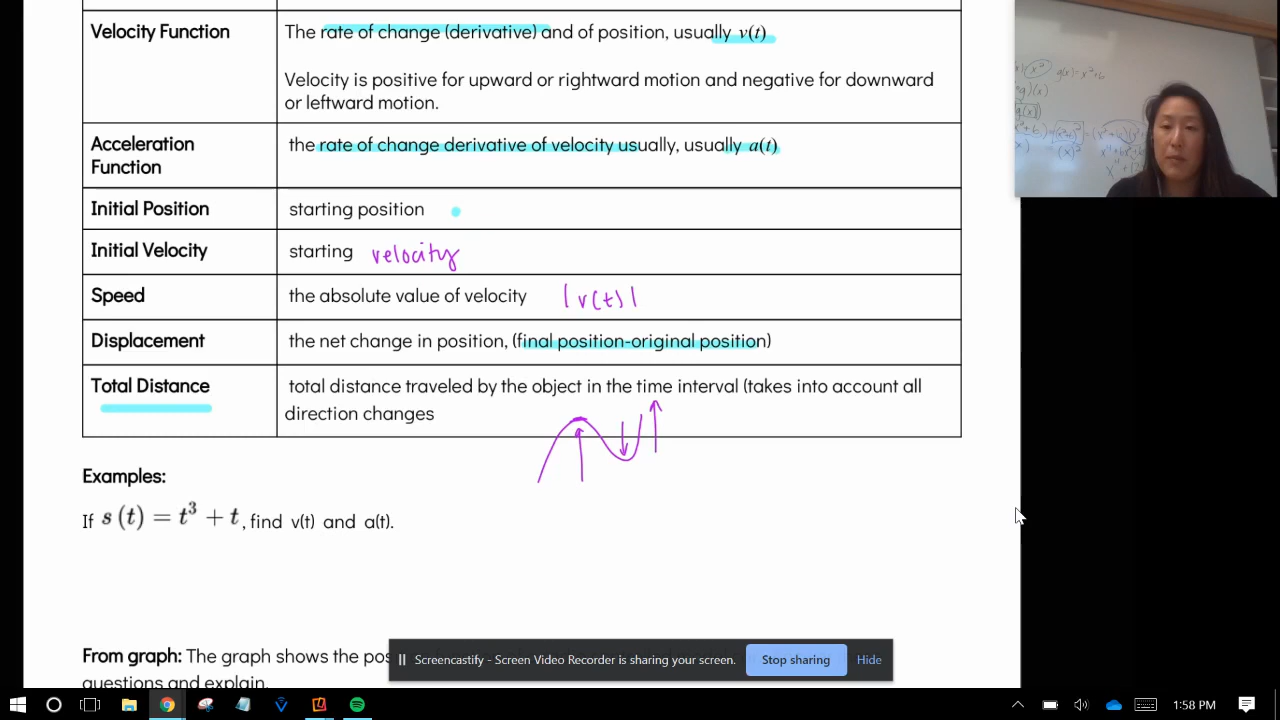 Velocity Function
The rate of change (derivative) and of position, usually v(t)
Velocity is positive for upward or rightward motion and negative for downward
or leftward motion.
Acceleration
Function
the rate of change derivative of velocity usually, usually a(t)
Initial Position
starting position
Initial Velocity
starting velocity
Speed
the absolute value of velocity |v(t)|
Displacement
the net change in position, (final position-original position)
Total Distance
total distance traveled by the object in the time interval (takes into account all
direction changes
Examples:
If s(t) = t³ + t, find v(t) and a(t).
From graph: The graph shows the pos
questions and explain.
Screencastify - Screen Video Recorder is sharing your screen.
Stop sharing
Hide
1:58 PM